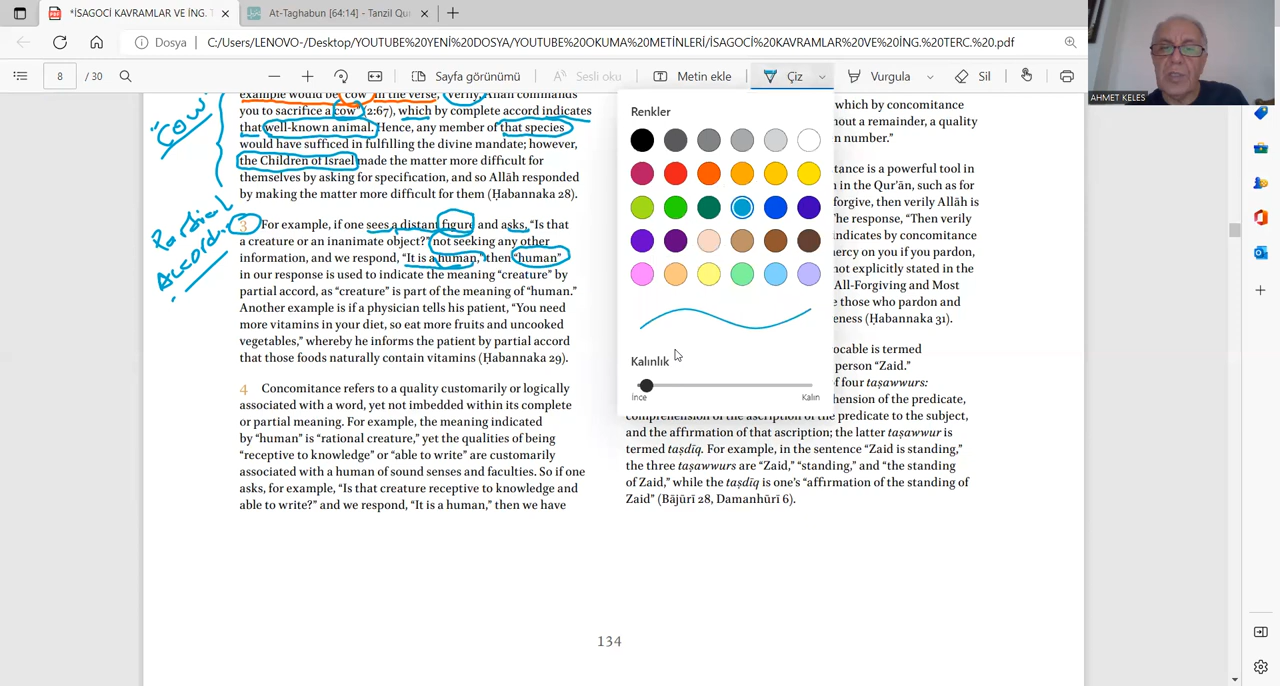 *İSAGOCİ KAVRAMLAR VE İNG. T
At-Taghabun [64:14] - Tanzil Qur
Dosya
C:/Users/LENOVO-/Desktop/YOUTUBE%20YENİ%20DOSYA/YOUTUBE%20OKUMA%20METİNLERİ/İSAGOCİ%20KAVRAMLAR%20VE%20İNG.%20TERC.%20.pdf
8 / 30
Sayfa görünümü
Sesli oku
Metin ekle
Çiz
Vurgula
Sil
AHMET KELES
"Cow"
Partial
Accord.
example would be "cow" in the verse, "Verily, Allāh commands
you to sacrifice a cow" (2:67), which by complete accord indicates
that well-known animal. Hence, any member of that species
would have sufficed in fulfilling the divine mandate; however,
the Children of Israel made the matter more difficult for
themselves by asking for specification, and so Allāh responded
by making the matter more difficult for them (Ḥabannaka 28).
3 For example, if one sees a distant figure and asks, "Is that
a creature or an inanimate object?" not seeking any other
information, and we respond, "It is a human," then "human"
in our response is used to indicate the meaning "creature" by
partial accord, as "creature" is part of the meaning of "human."
Another example is if a physician tells his patient, "You need
more vitamins in your diet, so eat more fruits and uncooked
vegetables," whereby he informs the patient by partial accord
that those foods naturally contain vitamins (Ḥabannaka 29).
4 Concomitance refers to a quality customarily or logically
associated with a word, yet not imbedded within its complete
or partial meaning. For example, the meaning indicated
by "human" is "rational creature," yet the qualities of being
"receptive to knowledge" or "able to write" are customarily
associated with a human of sound senses and faculties. So if one
asks, for example, "Is that creature receptive to knowledge and
able to write?" and we respond, "It is a human," then we have
Renkler
Kalınlık
İnce
Kalın
which by concomitance
out a remainder, a quality
n number."
tance is a powerful tool in
in the Qur'ān, such as for
forgive, then verily Allāh is
The response, "Then verily
indicates by concomitance
ercy on you if you pardon,
not explicitly stated in the
All-Forgiving and Most
e those who pardon and
eness (Ḥabannaka 31).
ocable is termed
person "Zaid."
of four taṣawwurs:
hension of the predicate,
comprehension of the ascription of the predicate to the subject,
and the affirmation of that ascription; the latter taṣawwur is
termed taṣdīq. For example, in the sentence "Zaid is standing,"
the three taṣawwurs are "Zaid," "standing," and "the standing
of Zaid," while the taṣdīq is one's "affirmation of the standing of
Zaid" (Bājūrī 28, Damanhūrī 6).
134